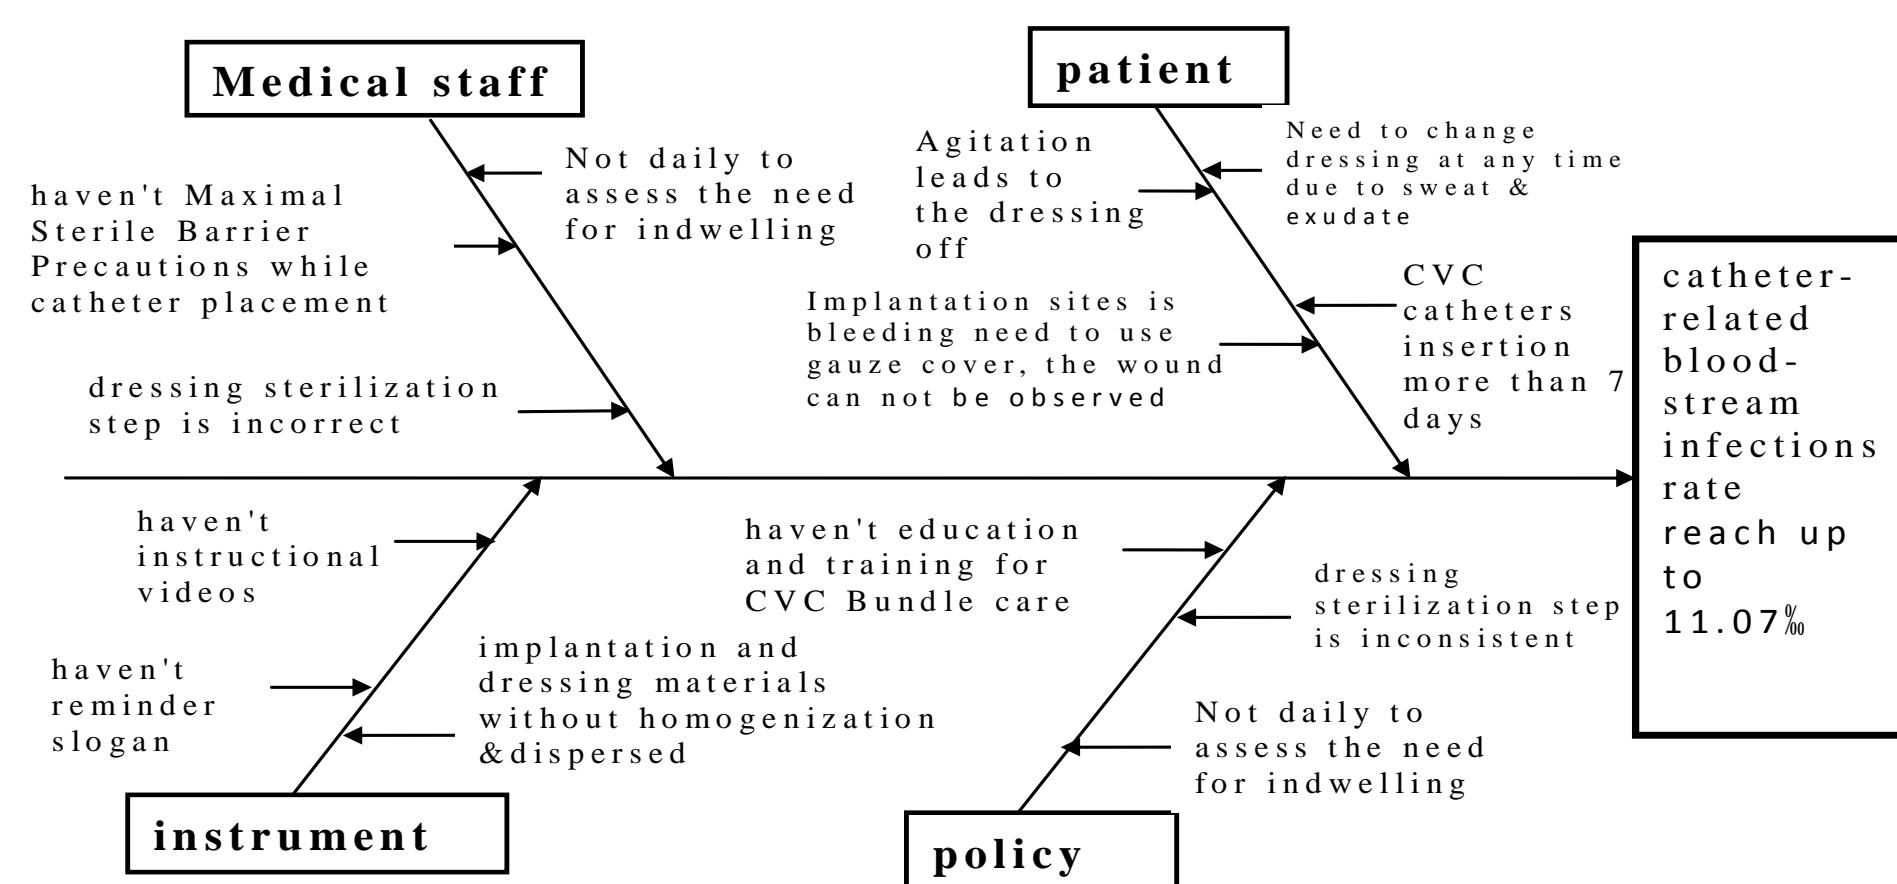 Medical staff
patient
Not daily to
assess the need
for indwelling
haven't Maximal
Sterile Barrier
Precautions while
catheter placement
dressing sterilization
step is incorrect
Agitation
leads to
the dressing
off
Need to change
dressing at any time
due to sweat &
exudate
Implantation sites is
bleeding need to use
gauze cover, the wound
can not be observed
CVC
catheters
insertion
more than 7
days
catheter-
related
blood-
stream
infections
rate
reach up
to
11.07‰
haven't
instructional
videos
haven't
reminder
slogan
implantation and
dressing materials
without homogenization
&dispersed
haven't education
and training for
CVC Bundle care
dressing
sterilization step
is inconsistent
Not daily to
assess the need
for indwelling
instrument
policy